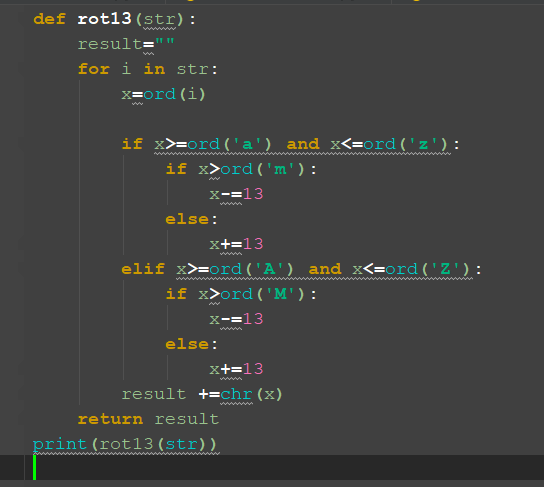 def rot13(str):
    result=""
    for i in str:
        x=ord(i)

        if x>=ord('a') and x<=ord('z'):
            if x>ord('m'):
                x-=13
            else:
                x+=13
        elif x>=ord('A') and x<=ord('Z'):
            if x>ord('M'):
                x-=13
            else:
                x+=13
        result +=chr(x)
    return result
print(rot13(str))